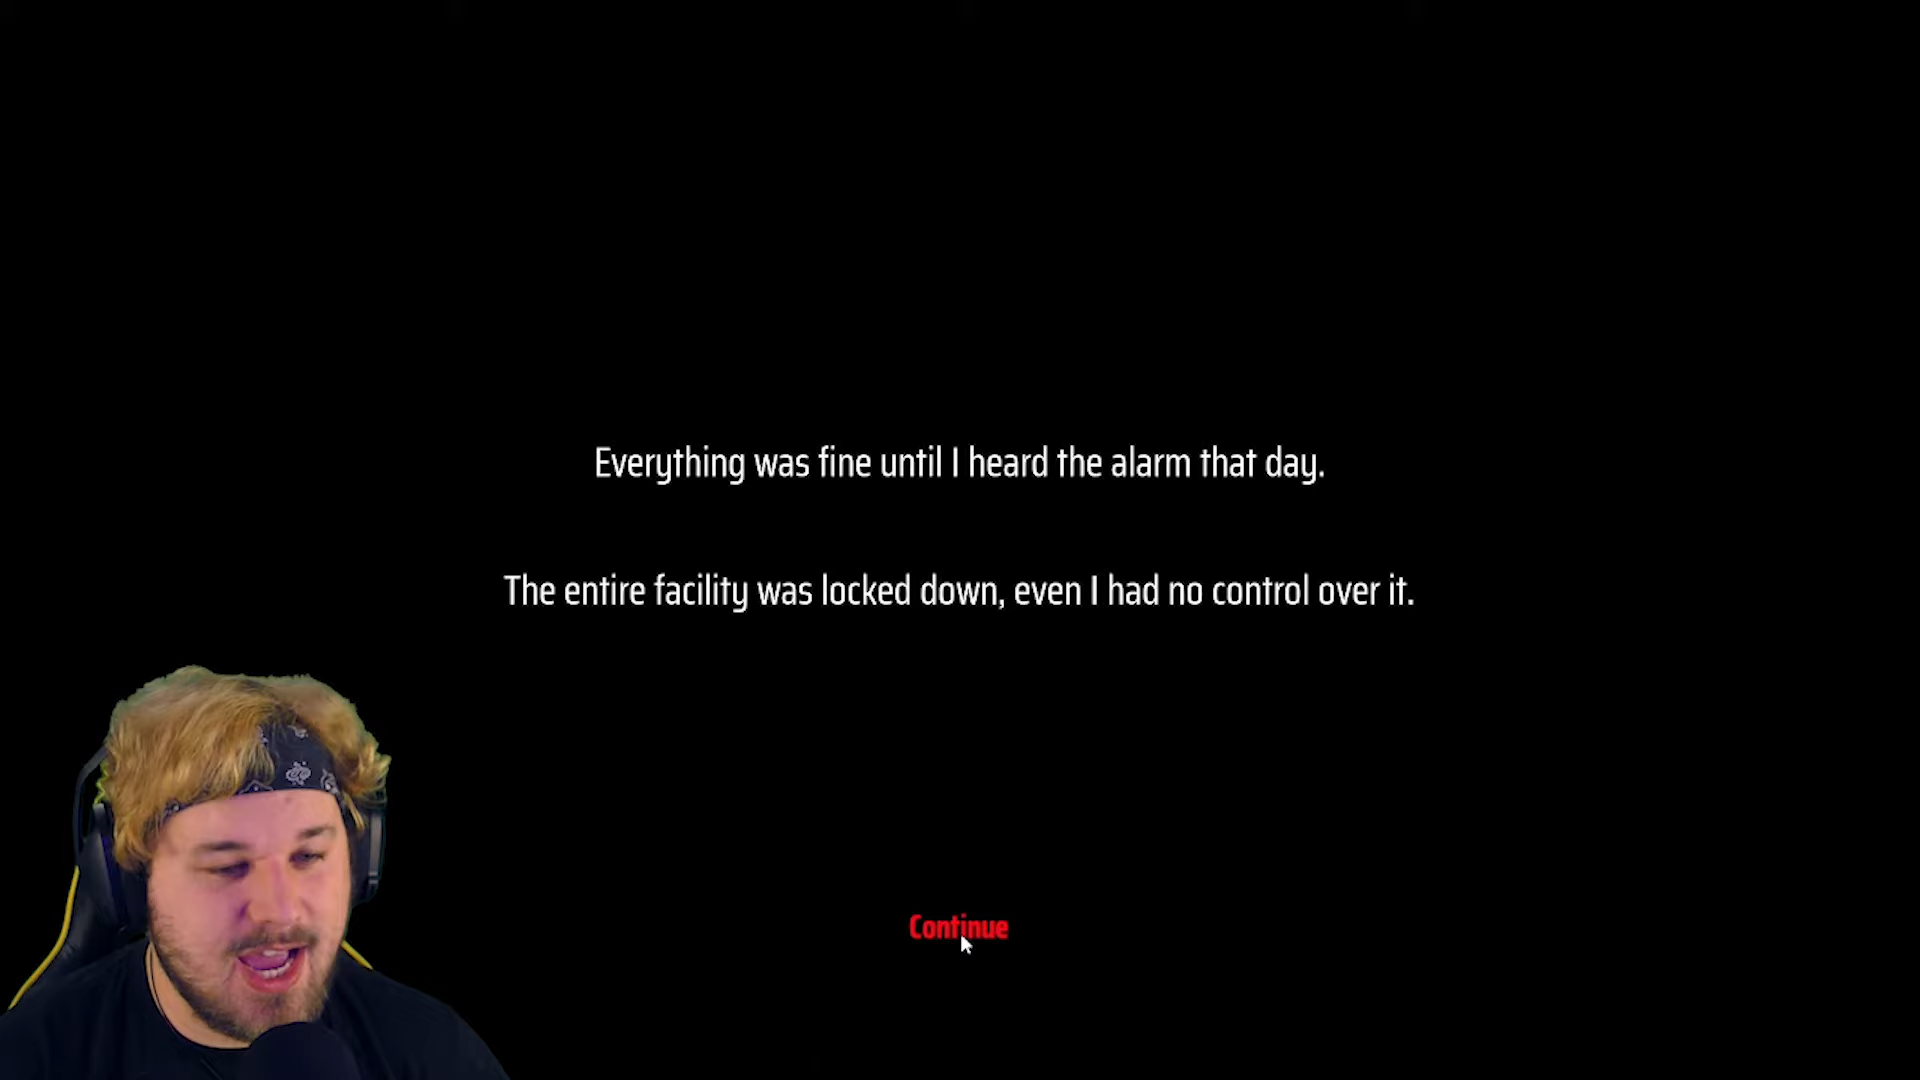 Everything was fine until I heard the alarm that day.
The entire facility was locked down, even I had no control over it.
Continue